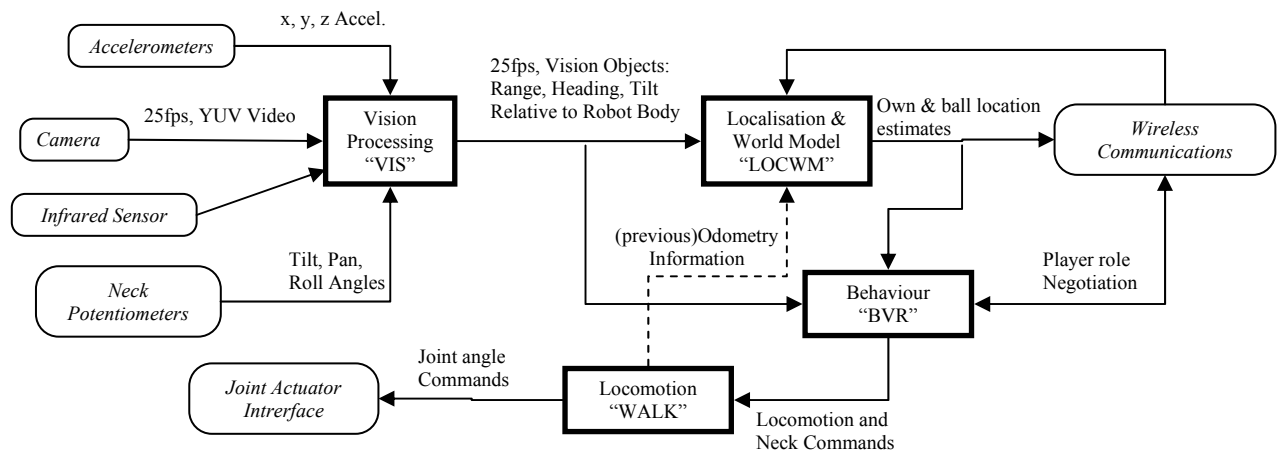 x, y, z Accel.
Accelerometers
25fps, Vision Objects:
Range, Heading, Tilt
Relative to Robot Body
25fps, YUV Video
Camera
Vision
Processing
“VIS”
Localisation &
World Model
“LOCWM”
Own & ball location
estimates
Wireless
Communications
Infrared Sensor
Tilt, Pan,
Roll Angles
Neck
Potentiometers
(previous)Odometry
Information
Player role
Negotiation
Behaviour
“BVR”
Joint angle
Commands
Joint Actuator
Intrerface
Locomotion
“WALK”
Locomotion and
Neck Commands